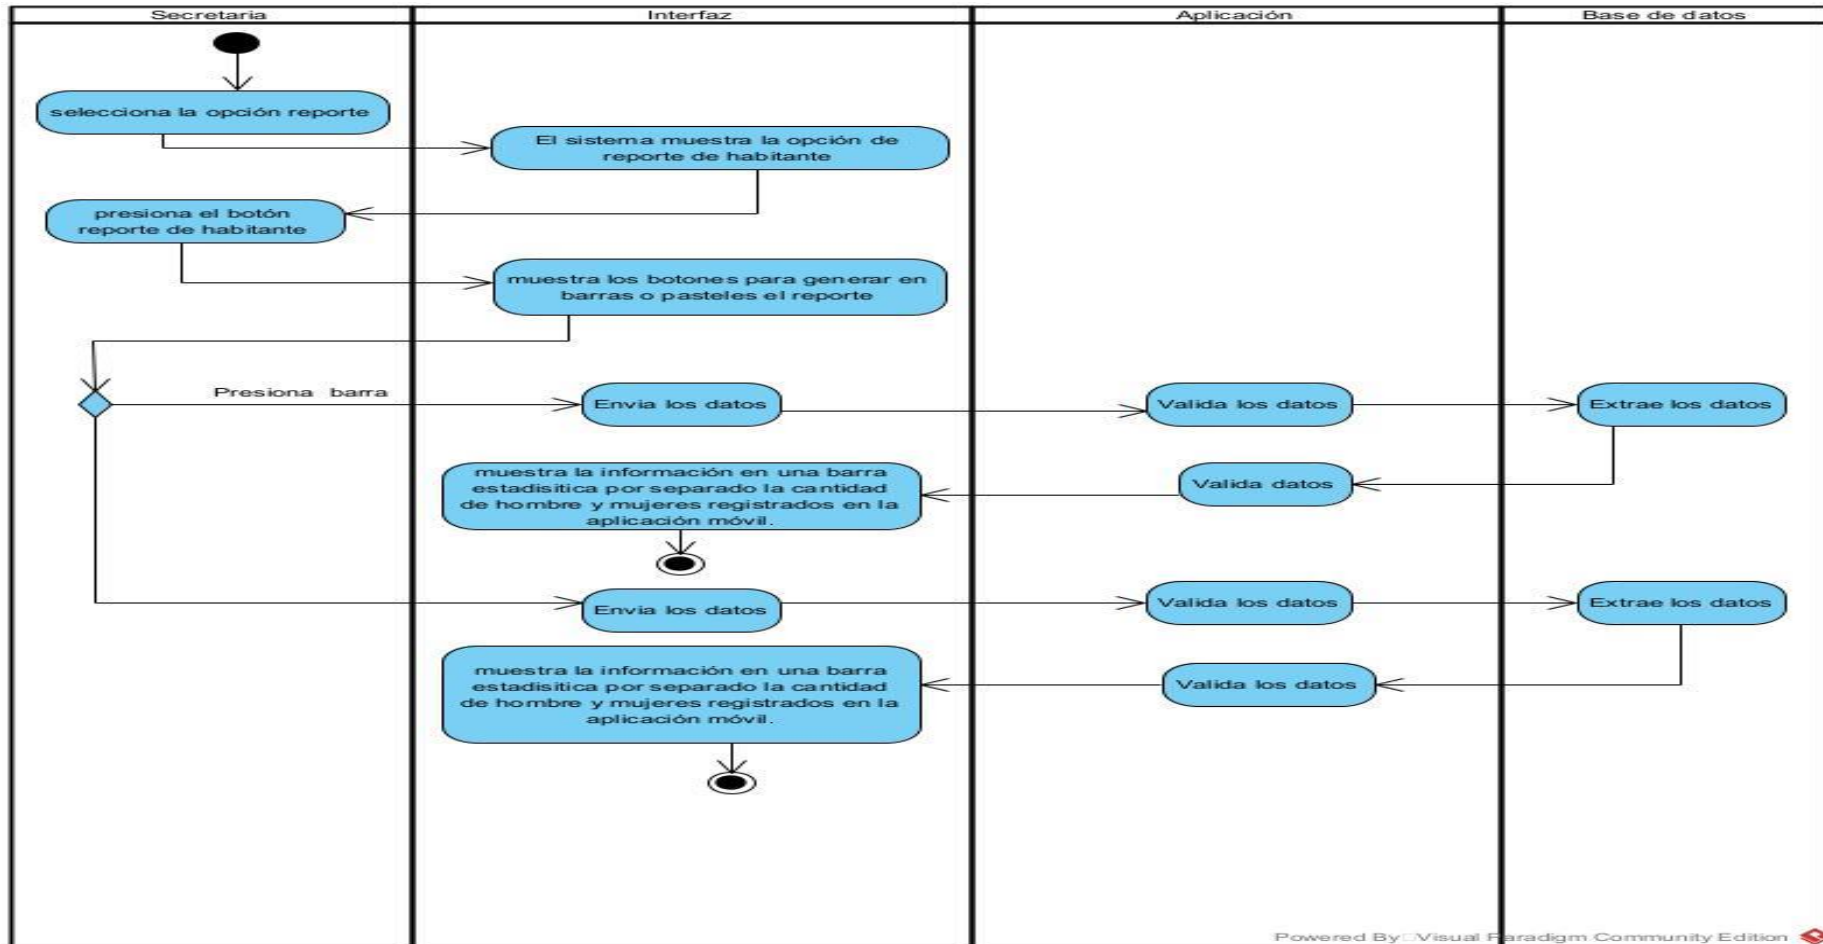 Secretaria
Interfaz
Aplicación
Base de datos
selecciona la opción reporte
El sistema muestra la opción de
reporte de habitante
presiona el botón
reporte de habitante
muestra los botones para generar en
barras o pasteles el reporte
Presiona barra
Envia los datos
Valida los datos
Extrae los datos
muestra la información en una barra
estadisitica por separado la cantidad
de hombre y mujeres registrados en la
aplicación móvil.
Valida datos
Envia los datos
Valida los datos
Extrae los datos
muestra la información en una barra
estadisitica por separado la cantidad
de hombre y mujeres registrados en la
aplicación móvil.
Valida los datos
Powered By Visual Paradigm Community Edition